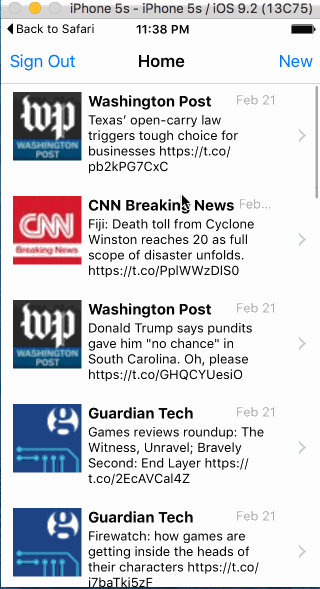 iPhone 5s - iPhone 5s / iOS 9.2 (13C75)
Back to Safari 11:38 PM
Sign Out Home New
wp
WASHINGTON
POST
Washington Post Feb 21
Texas' open-carry law
triggers tough choice for
businesses https://t.co/
pb2kPG7CxC
CNN
Breaking News
CNN Breaking News Feb...
Fiji: Death toll from Cyclone
Winston reaches 20 as full
scope of disaster unfolds.
https://t.co/PplWWzDlS0
wp
WASHINGTON
POST
Washington Post Feb 21
Donald Trump says pundits
gave him "no chance" in
South Carolina. Oh, please
https://t.co/GHQCYUesiO
g
Guardian Tech Feb 21
Games reviews roundup: The
Witness, Unravel; Bravely
Second: End Layer https://
t.co/2EcAVCal4Z
g
Guardian Tech Feb 21
Firewatch: how games are
getting inside the heads of
their characters https://t.co/
i7baTki5zF